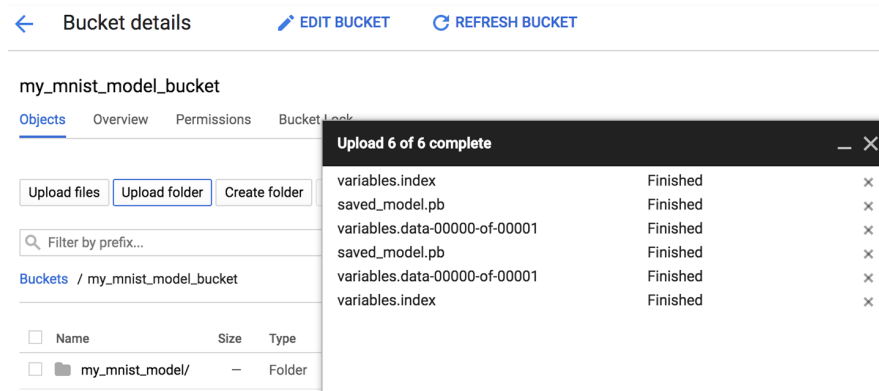 Bucket details EDIT BUCKET REFRESH BUCKET
my_mnist_model_bucket
Objects Overview Permissions Bucket Lock
Upload 6 of 6 complete
variables.index Finished
saved_model.pb Finished
variables.data-00000-of-00001 Finished
saved_model.pb Finished
variables.data-00000-of-00001 Finished
variables.index Finished
Upload files Upload folder Create folder
Filter by prefix...
Buckets / my_mnist_model_bucket
Name Size Type
my_mnist_model/ — Folder